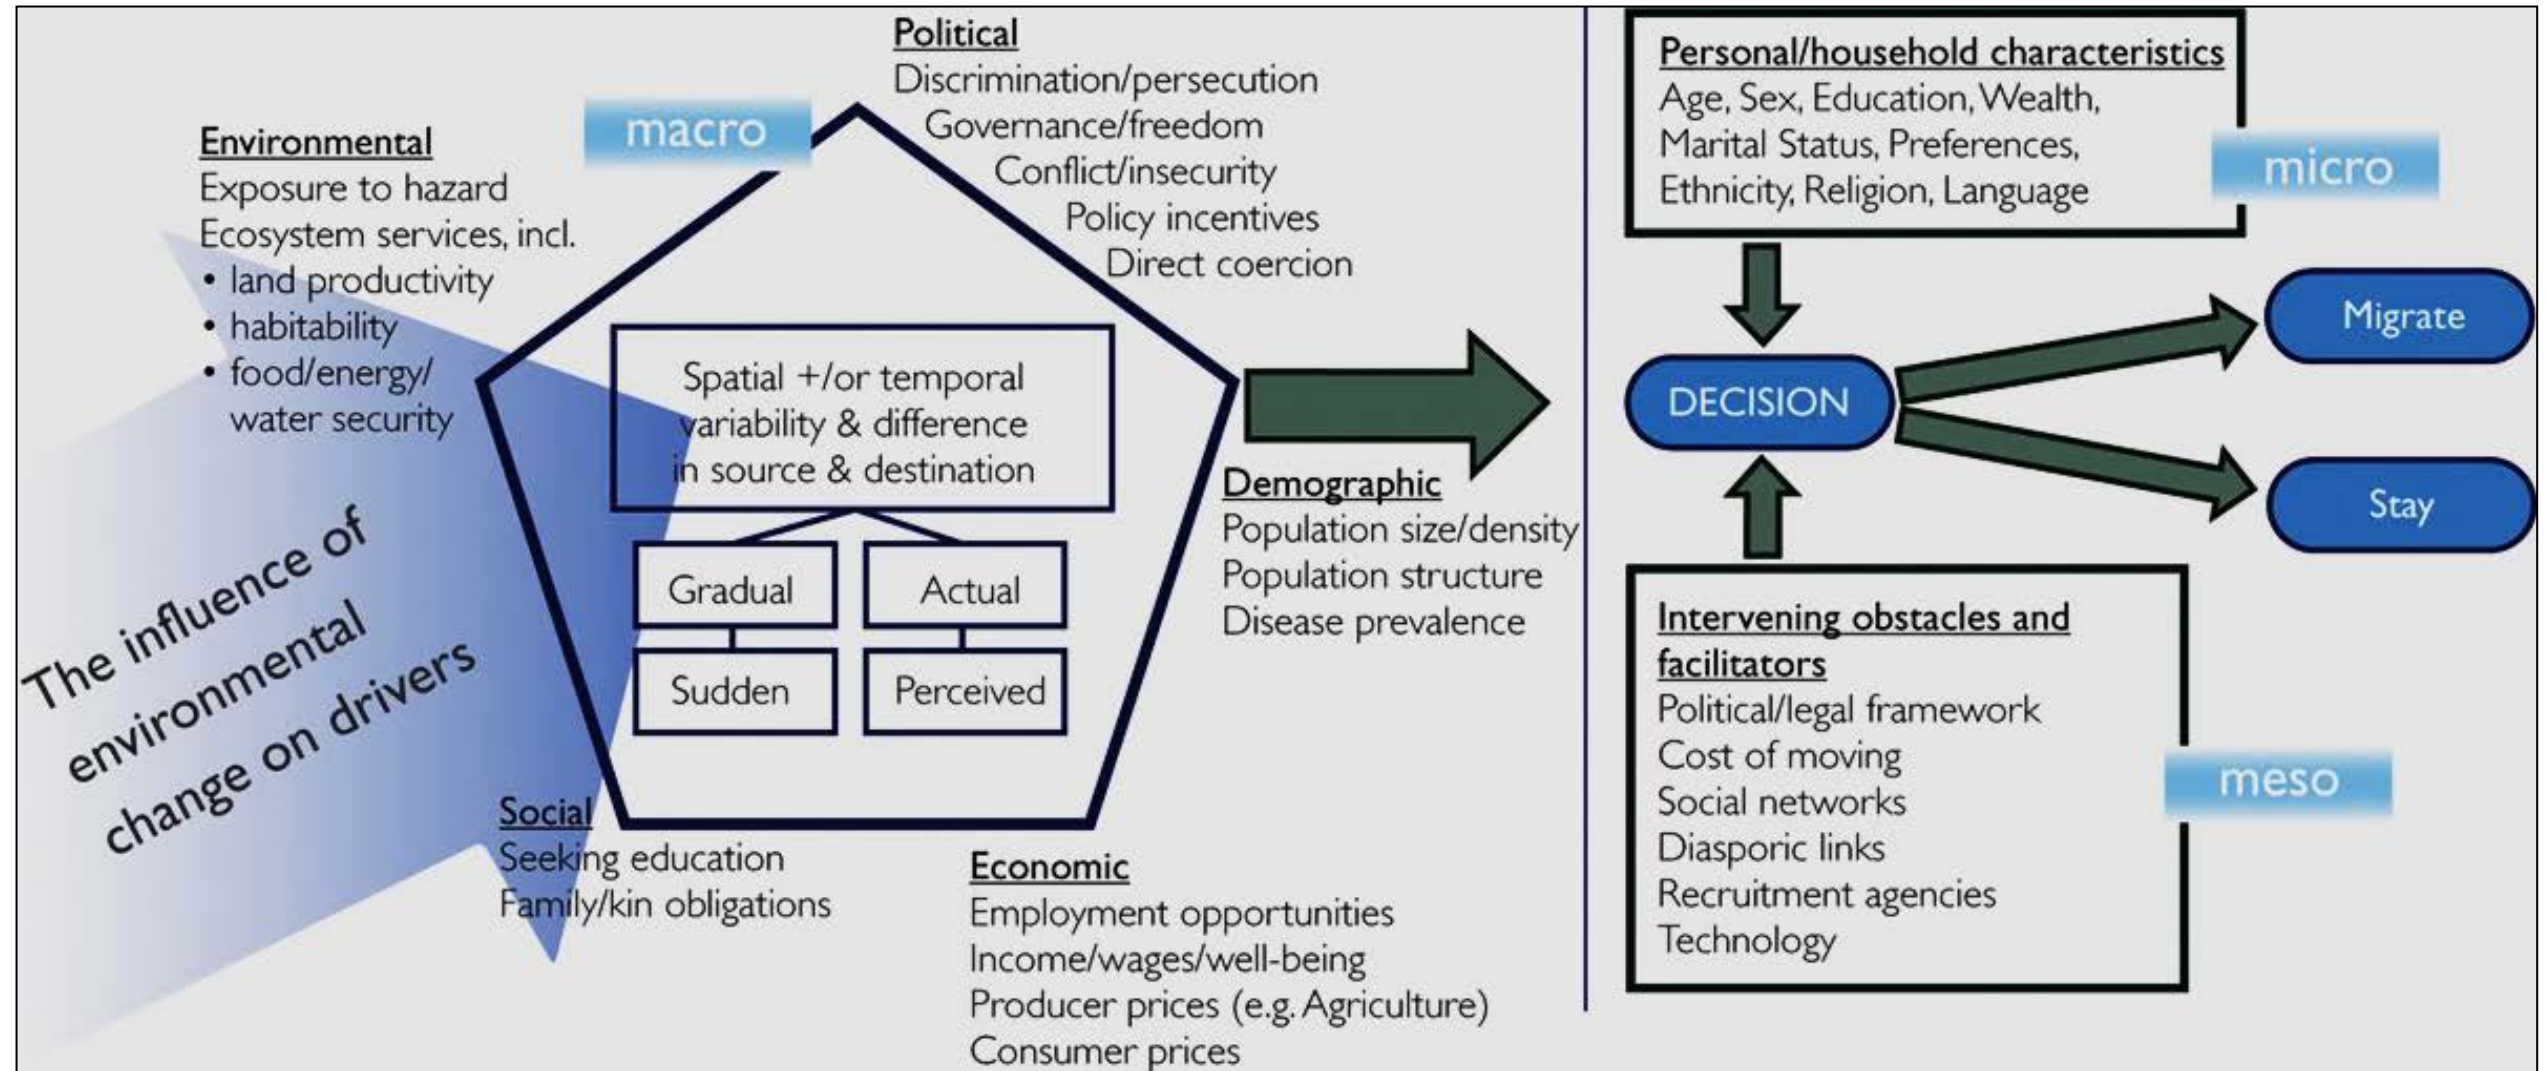 Political
Discrimination/persecution
Governance/freedom
Conflict/insecurity
Policy incentives
Direct coercion
macro
Environmental
Exposure to hazard
Ecosystem services, incl.
• land productivity
• habitability
• food/energy/
water security
Spatial +/or temporal
variability & difference
in source & destination
Gradual
Actual
Sudden
Perceived
The influence of
environmental
change on drivers
Demographic
Population size/density
Population structure
Disease prevalence
Social
Seeking education
Family/kin obligations
Economic
Employment opportunities
Income/wages/well-being
Producer prices (e.g. Agriculture)
Consumer prices
Personal/household characteristics
Age, Sex, Education, Wealth,
Marital Status, Preferences,
Ethnicity, Religion, Language
micro
DECISION
Migrate
Stay
Intervening obstacles and
facilitators
Political/legal framework
Cost of moving
Social networks
Diasporic links
Recruitment agencies
Technology
meso